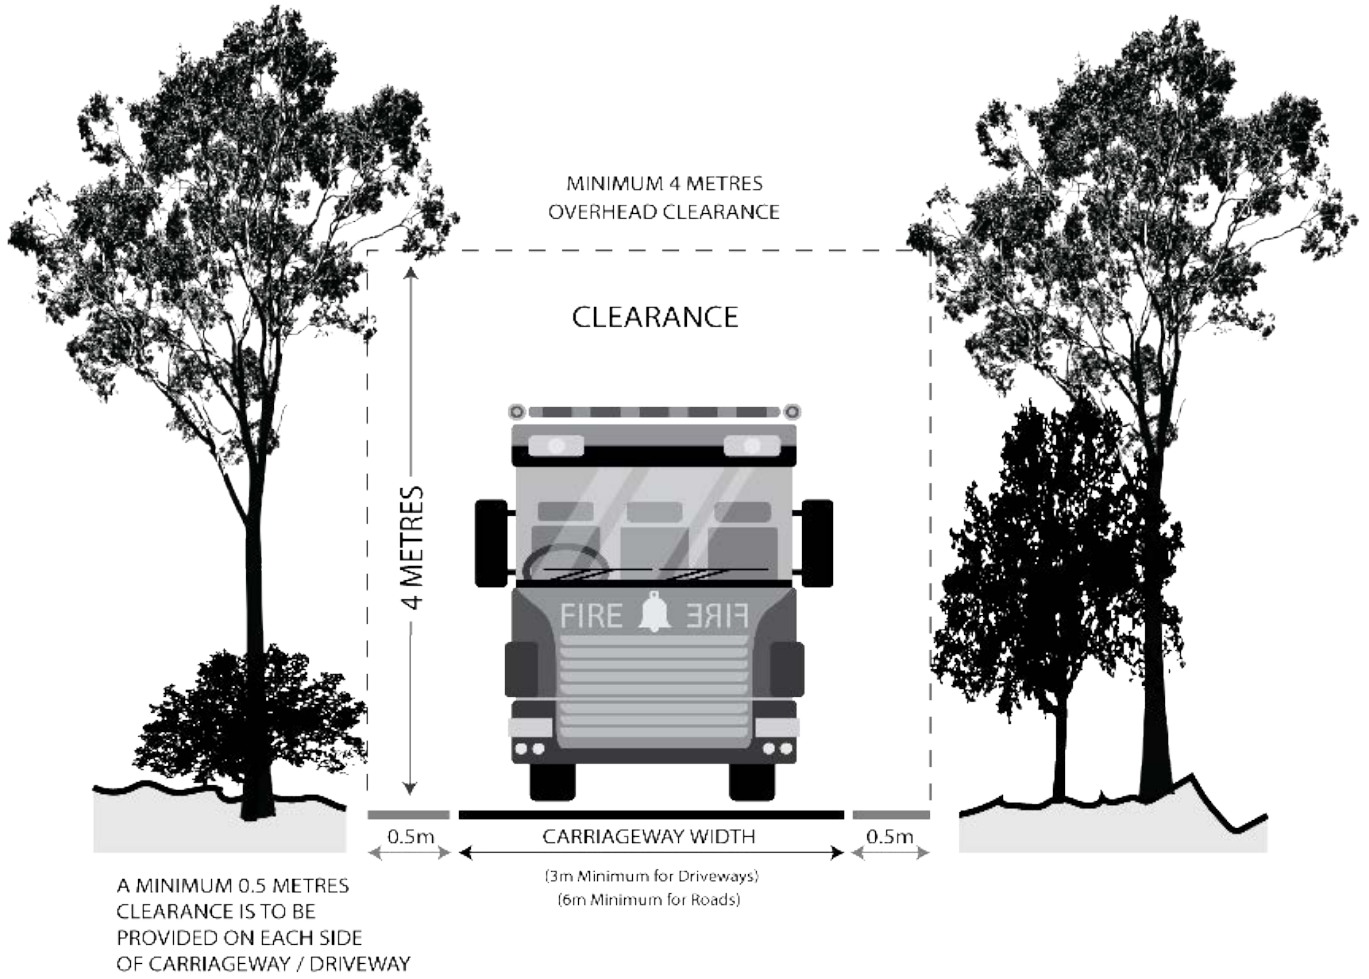 MINIMUM 4 METRES
OVERHEAD CLEARANCE
CLEARANCE
4 METRES
FIRE FIRE
0.5m
CARRIAGEWAY WIDTH
0.5m
(3m Minimum for Driveways)
(6m Minimum for Roads)
A MINIMUM 0.5 METRES
CLEARANCE IS TO BE
PROVIDED ON EACH SIDE
OF CARRIAGEWAY / DRIVEWAY